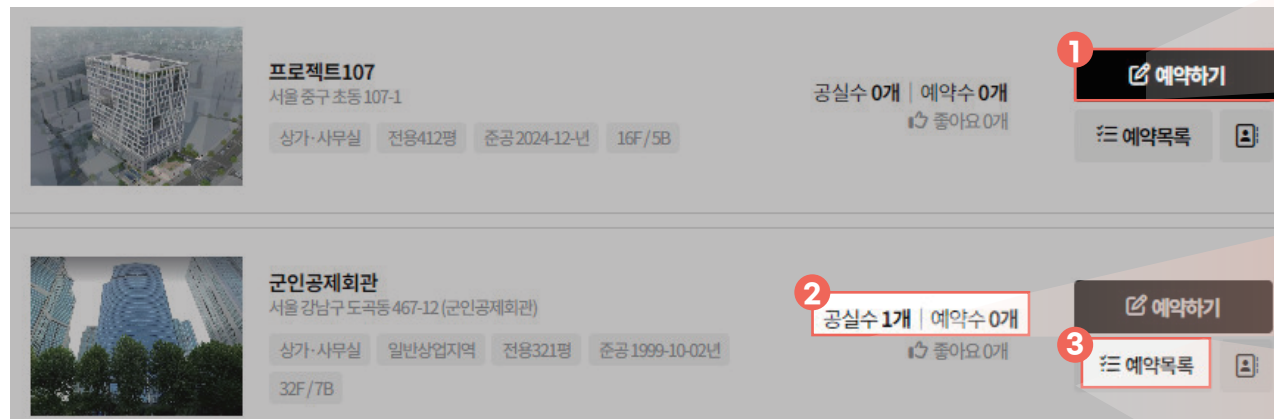 1
프로젝트107
서울 중구 초동 107-1
상가·사무실 전용412평 준공 2024-12-년 16F / 5B
공실수 0개 | 예약수 0개
좋아요 0개
예약하기
예약목록
군인공제회관
서울 강남구 도곡동 467-12 (군인공제회관)
상가·사무실 일반상업지역 전용321평 준공 1999-10-02년
32F / 7B
2
공실수 1개 | 예약수 0개
좋아요 0개
예약하기
3
예약목록